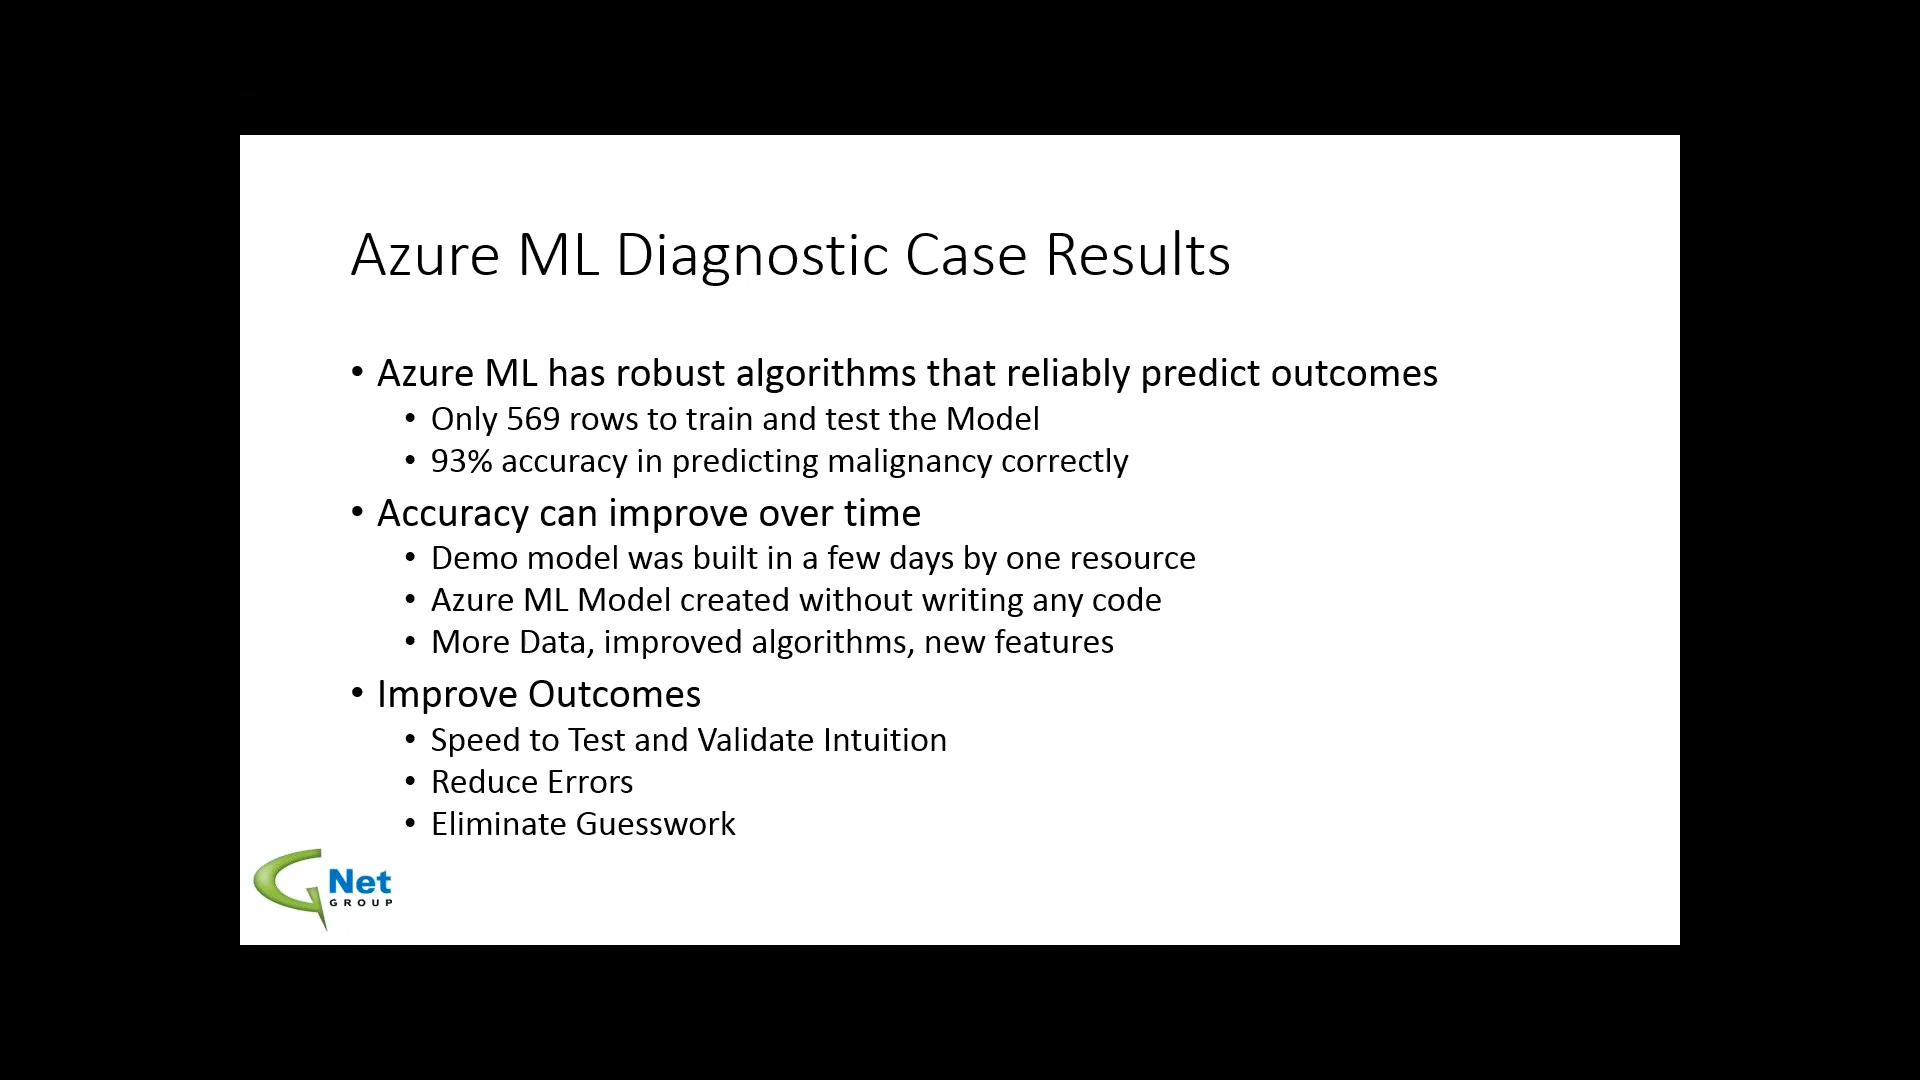 Azure ML Diagnostic Case Results
• Azure ML has robust algorithms that reliably predict outcomes
• Only 569 rows to train and test the Model
• 93% accuracy in predicting malignancy correctly
• Accuracy can improve over time
• Demo model was built in a few days by one resource
• Azure ML Model created without writing any code
• More Data, improved algorithms, new features
• Improve Outcomes
• Speed to Test and Validate Intuition
• Reduce Errors
• Eliminate Guesswork
G Net
GROUP